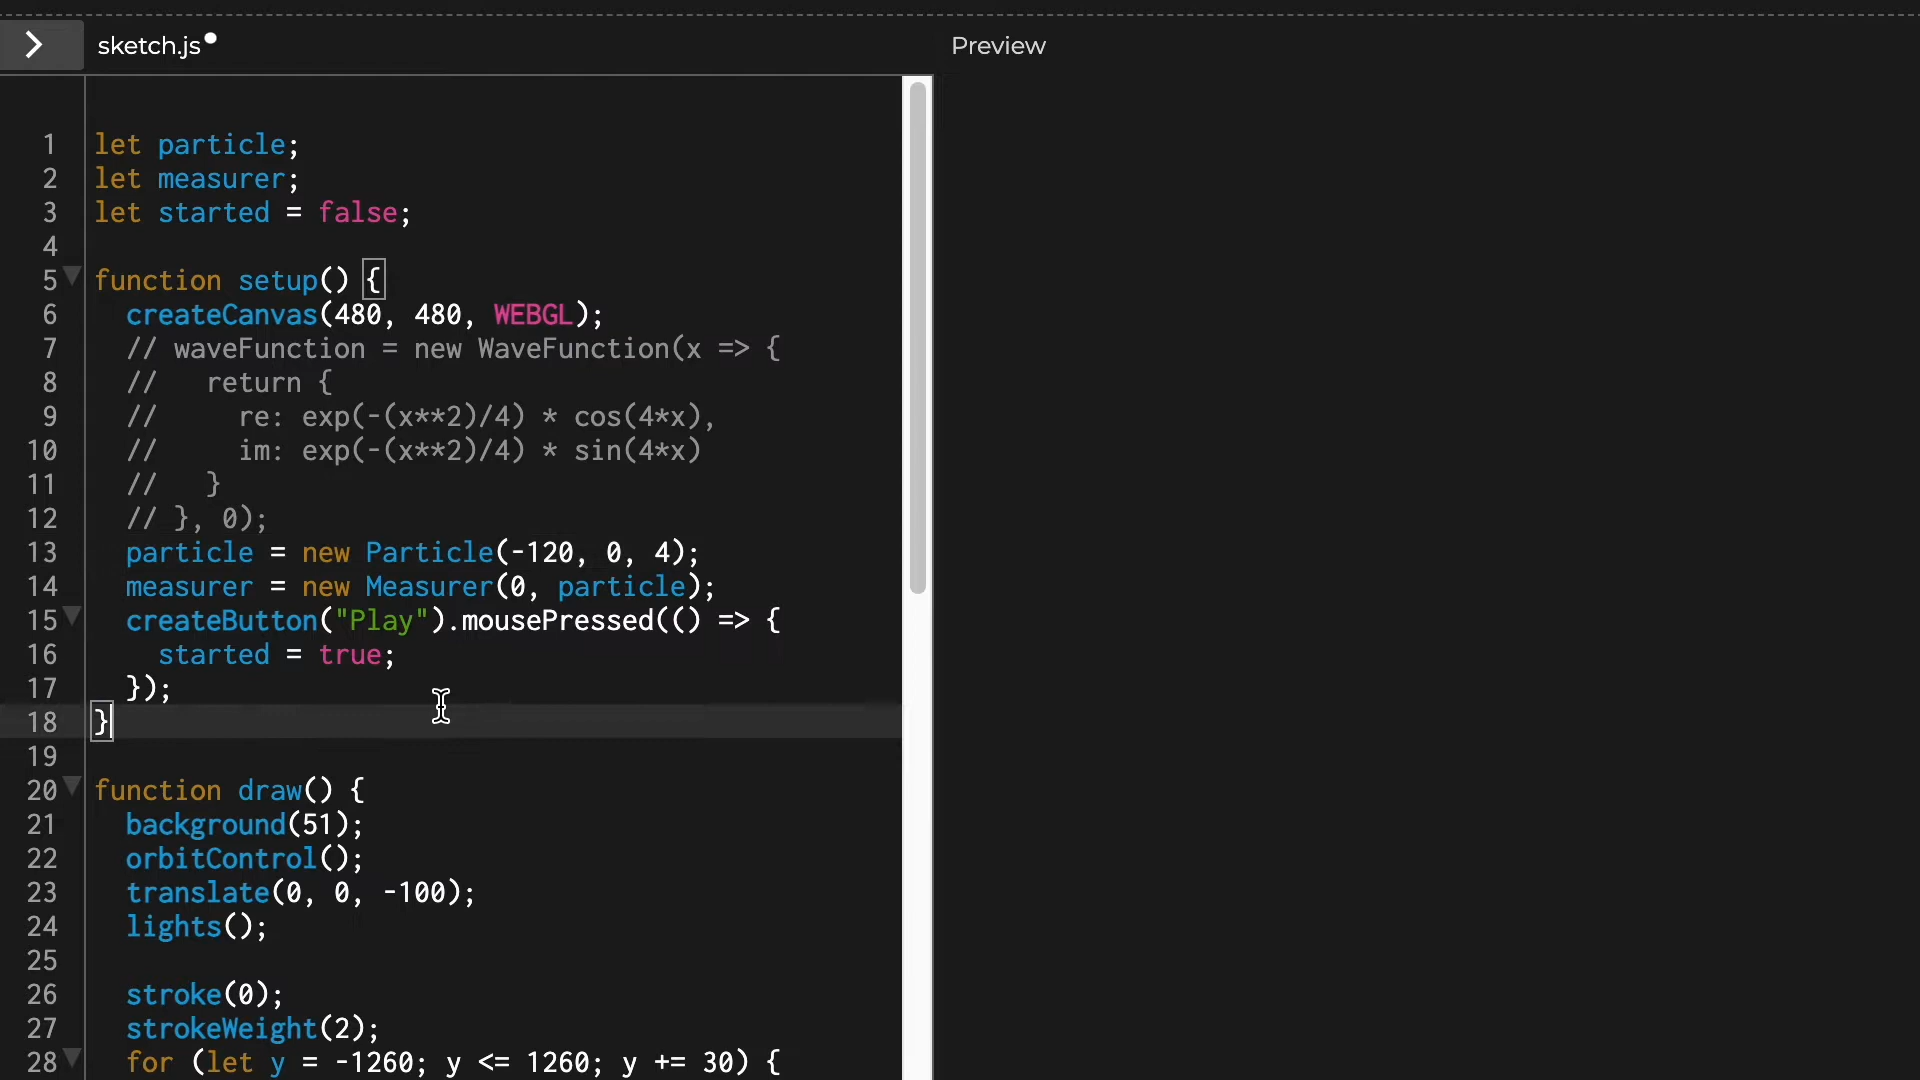 sketch.js
Preview
1 let particle;
2 let measurer;
3 let started = false;
4
5 function setup() {
6   createCanvas(480, 480, WEBGL);
7   // waveFunction = new WaveFunction(x => {
8   //   return {
9   //     re: exp(-(x**2)/4) * cos(4*x),
10   //     im: exp(-(x**2)/4) * sin(4*x)
11   //   }
12   // }, 0);
13   particle = new Particle(-120, 0, 4);
14   measurer = new Measurer(0, particle);
15   createButton("Play").mousePressed(() => {
16     started = true;
17   });
18 }
19
20 function draw() {
21   background(51);
22   orbitControl();
23   translate(0, 0, -100);
24   lights();
25
26   stroke(0);
27   strokeWeight(2);
28   for (let y = -1260; y <= 1260; y += 30) {